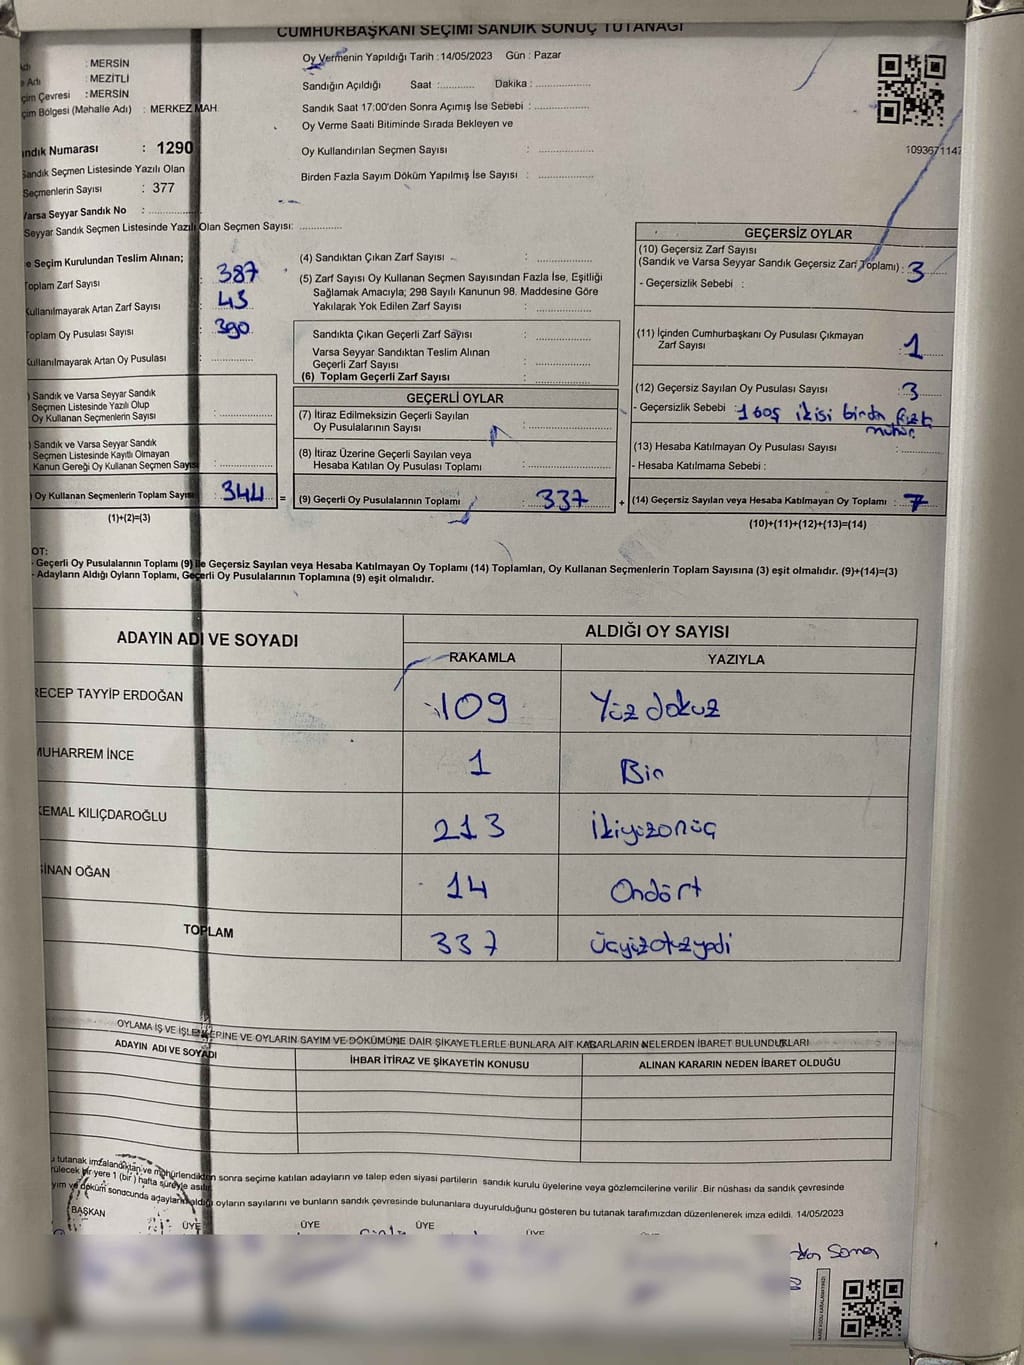 CUMHURBAŞKANI SEÇİMİ SANDIK SONUÇ TUTANAĞI
: MERSİN
Adı : MEZİTLİ
Çevresi : MERSİN
Bölgesi (Mahalle Adı) : MERKEZ MAH.
Oy Vermenin Yapıldığı Tarih : 14/05/2023 Gün : Pazar
Sandığın Açıldığı Saat :............ Dakika :................
Sandık Saat 17:00'den Sonra Açımış İse Sebebi :................
Oy Verme Saati Bitiminde Sırada Bekleyen ve
Oy Kullandırılan Seçmen Sayısı :................
Birden Fazla Sayım Döküm Yapılmış İse Sayısı :................
Numarası : 1290
Sandık Seçmen Listesinde Yazılı Olan
Seçmenlerin Sayısı : 377
Varsa Seyyar Sandık No :................
Seyyar Sandık Seçmen Listesinde Yazılı Olan Seçmen Sayısı: ............
e Seçim Kurulundan Teslim Alınan;
Toplam Zarf Sayısı : 387
Kullanılmayarak Artan Zarf Sayısı : 43
Toplam Oy Pusulası Sayısı : 390
Kullanılmayarak Artan Oy Pusulası :............
) Sandık ve Varsa Seyyar Sandık
Seçmen Listesinde Yazılı Olup
Oy Kullanan Seçmenlerin Sayısı :................
) Sandık ve Varsa Seyyar Sandık
Seçmen Listesinde Kayıtlı Olmayan
Kanun Gereği Oy Kullanan Seçmen Sayısı :................
) Oy Kullanan Seçmenlerin Toplam Sayısı : 344 =
(1)+(2)=(3)
(4) Sandıktan Çıkan Zarf Sayısı :................
(5) Zarf Sayısı Oy Kullanan Seçmen Sayısından Fazla İse, Eşitliği
Sağlamak Amacıyla; 298 Sayılı Kanunun 98. Maddesine Göre
Yakılarak Yok Edilen Zarf Sayısı :................
Sandıkta Çıkan Geçerli Zarf Sayısı :................
Varsa Seyyar Sandıktan Teslim Alınan
Geçerli Zarf Sayısı :................
(6) Toplam Geçerli Zarf Sayısı :................
GEÇERLİ OYLAR
(7) İtiraz Edilmeksizin Geçerli Sayılan
Oy Pusulalarının Sayısı :................
(8) İtiraz Üzerine Geçerli Sayılan veya
Hesaba Katılan Oy Pusulası Toplamı :................
(9) Geçerli Oy Pusulalarının Toplamı : 337 +
1093671147
GEÇERSİZ OYLAR
(10) Geçersiz Zarf Sayısı
(Sandık ve Varsa Seyyar Sandık Geçersiz Zarf Toplamı) : 3
- Geçersizlik Sebebi :
(11) İçinden Cumhurbaşkanı Oy Pusulası Çıkmayan
Zarf Sayısı : 1
(12) Geçersiz Sayılan Oy Pusulası Sayısı : 3
- Geçersizlik Sebebi : 1 boş ikisi birden fazla
mühür
(13) Hesaba Katılmayan Oy Pusulası Sayısı :............
- Hesaba Katılmama Sebebi :
(14) Geçersiz Sayılan veya Hesaba Katılmayan Oy Toplamı : 7
(10)+(11)+(12)+(13)=(14)
OT:
- Geçerli Oy Pusulalarının Toplamı (9) ile Geçersiz Sayılan veya Hesaba Katılmayan Oy Toplamı (14) Toplamları, Oy Kullanan Seçmenlerin Toplam Sayısına (3) eşit olmalıdır. (9)+(14)=(3)
- Adayların Aldığı Oyların Toplamı, Geçerli Oy Pusulalarının Toplamına (9) eşit olmalıdır.
ADAYIN ADI VE SOYADI ALDIĞI OY SAYISI
RAKAMLA YAZIYLA
RECEP TAYYİP ERDOĞAN 109 Yüz dokuz
MUHARREM İNCE 1 Bir
KEMAL KILIÇDAROĞLU 213 İkiyüzonüç
SİNAN OĞAN 14 Ondört
TOPLAM 337 Üçyüzotuzyedi
OYLAMA İŞ VE İŞLEMLERİNE VE OYLARIN SAYIM VE DÖKÜMÜNE DAİR ŞİKAYETLERLE BUNLARA AİT KARARLARIN NELERDEN İBARET BULUNDUKLARI
ADAYIN ADI VE SOYADI İHBAR İTİRAZ VE ŞİKAYETİN KONUSU ALINAN KARARIN NEDEN İBARET OLDUĞU
u tutanak imzalandıktan ve mühürlendikten sonra seçime katılan adayların ve talep eden siyasi partilerin sandık kurulu üyelerine veya gözlemcilerine verilir .Bir nüshası da sandık çevresinde
bir yere 1 (bir ) hafta süreyle asılır.
ve döküm sonucunda adayların aldığı oyların sayılarını ve bunların sandık çevresinde bulunanlara duyurulduğunu gösteren bu tutanak tarafımızdan düzenlenerek imza edildi. 14/05/2023
BAŞKAN ÜYE ÜYE ÜYE ÜYE